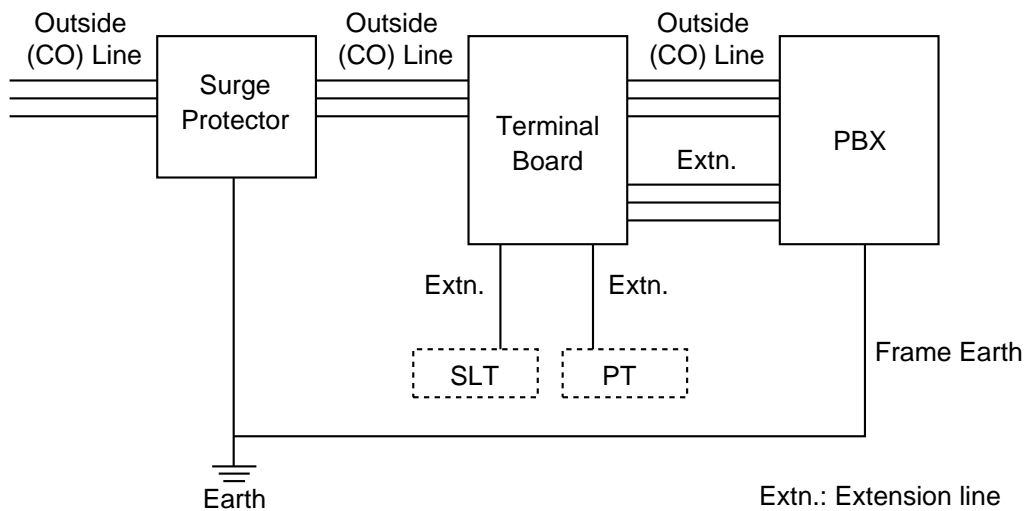 Outside
(CO) Line
Outside
(CO) Line
Outside
(CO) Line
Surge
Protector
Terminal
Board
PBX
Extn.
Extn.
Extn.
SLT
PT
Frame Earth
Earth
Extn.: Extension line